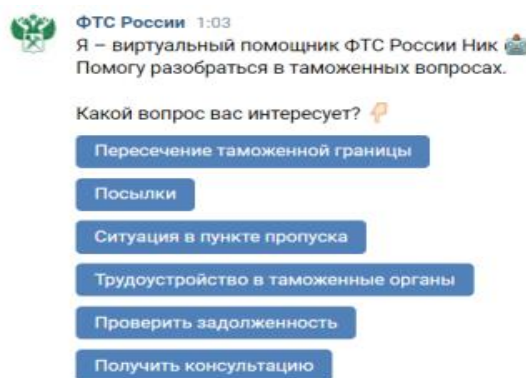 ФТС России 1:03
Я – виртуальный помощник ФТС России Ник
Помогу разобраться в таможенных вопросах.
Какой вопрос вас интересует?
Пересечение таможенной границы
Посылки
Ситуация в пункте пропуска
Трудоустройство в таможенные органы
Проверить задолженность
Получить консультацию